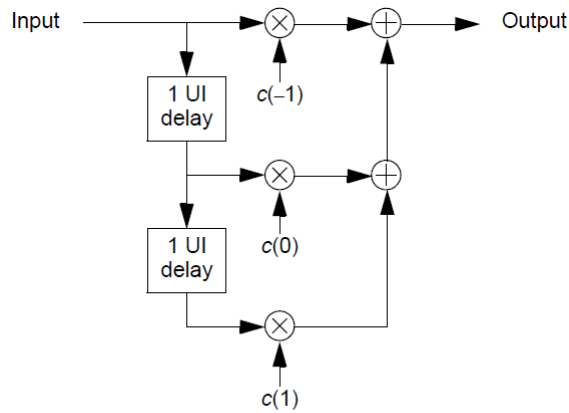 Input
Output
1 UI
delay
c(−1)
1 UI
delay
c(0)
c(1)